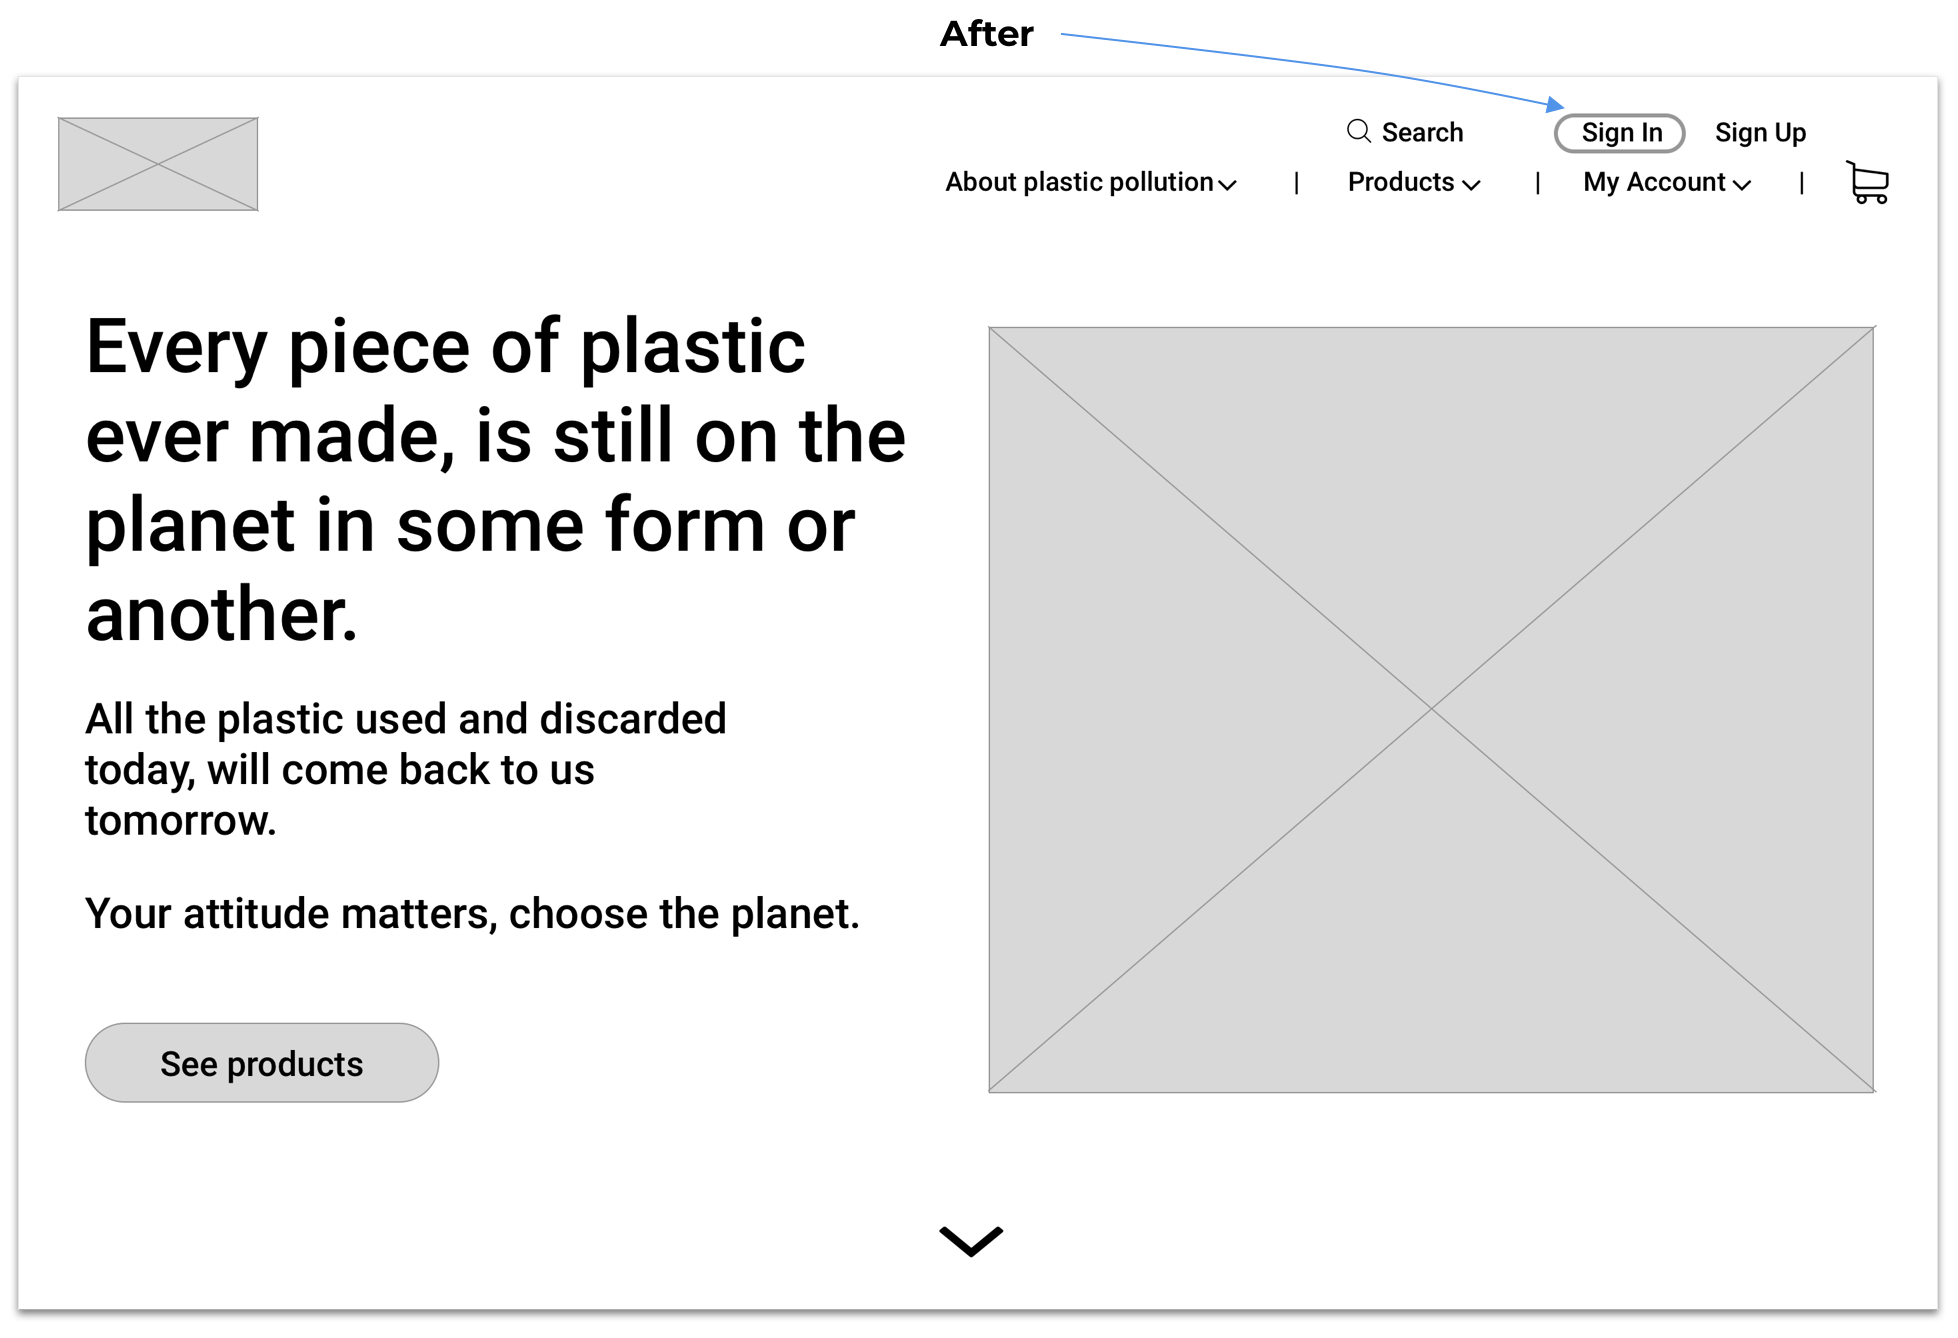 After
Search Sign In Sign Up
About plastic pollution | Products | My Account |
Every piece of plastic
ever made, is still on the
planet in some form or
another.
All the plastic used and discarded
today, will come back to us
tomorrow.
Your attitude matters, choose the planet.
See products